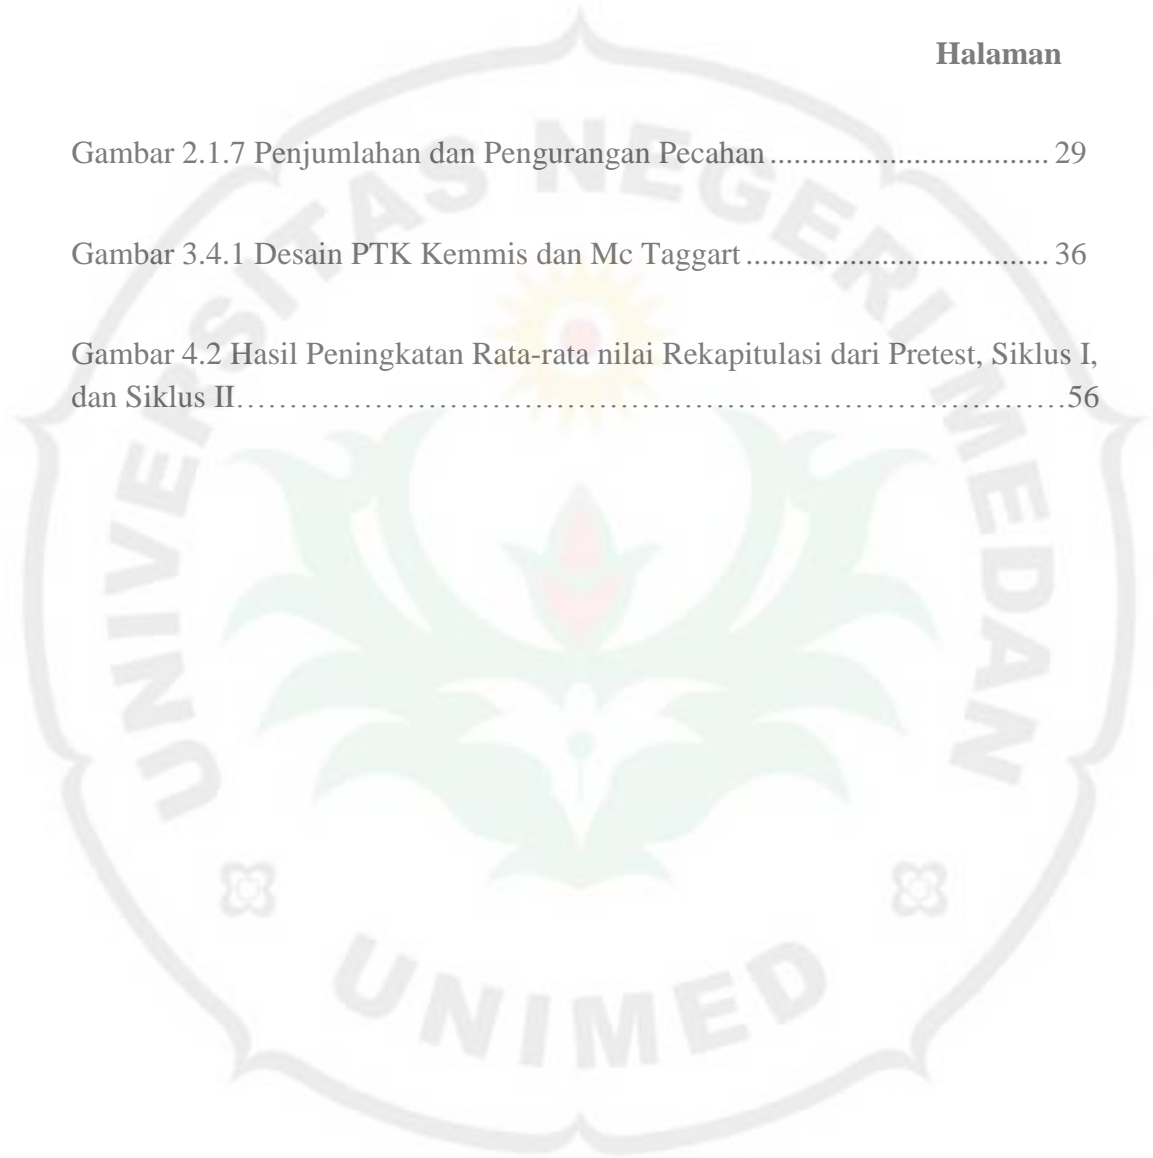 Halaman
Gambar 2.1.7 Penjumlahan dan Pengurangan Pecahan ................................... 29
Gambar 3.4.1 Desain PTK Kemmis dan Mc Taggart ...................................... 36
Gambar 4.2 Hasil Peningkatan Rata-rata nilai Rekapitulasi dari Pretest, Siklus I,
dan Siklus II……………………………………………………………………………56
UNIVERSITAS NEGERI MEDAN
UNIMED